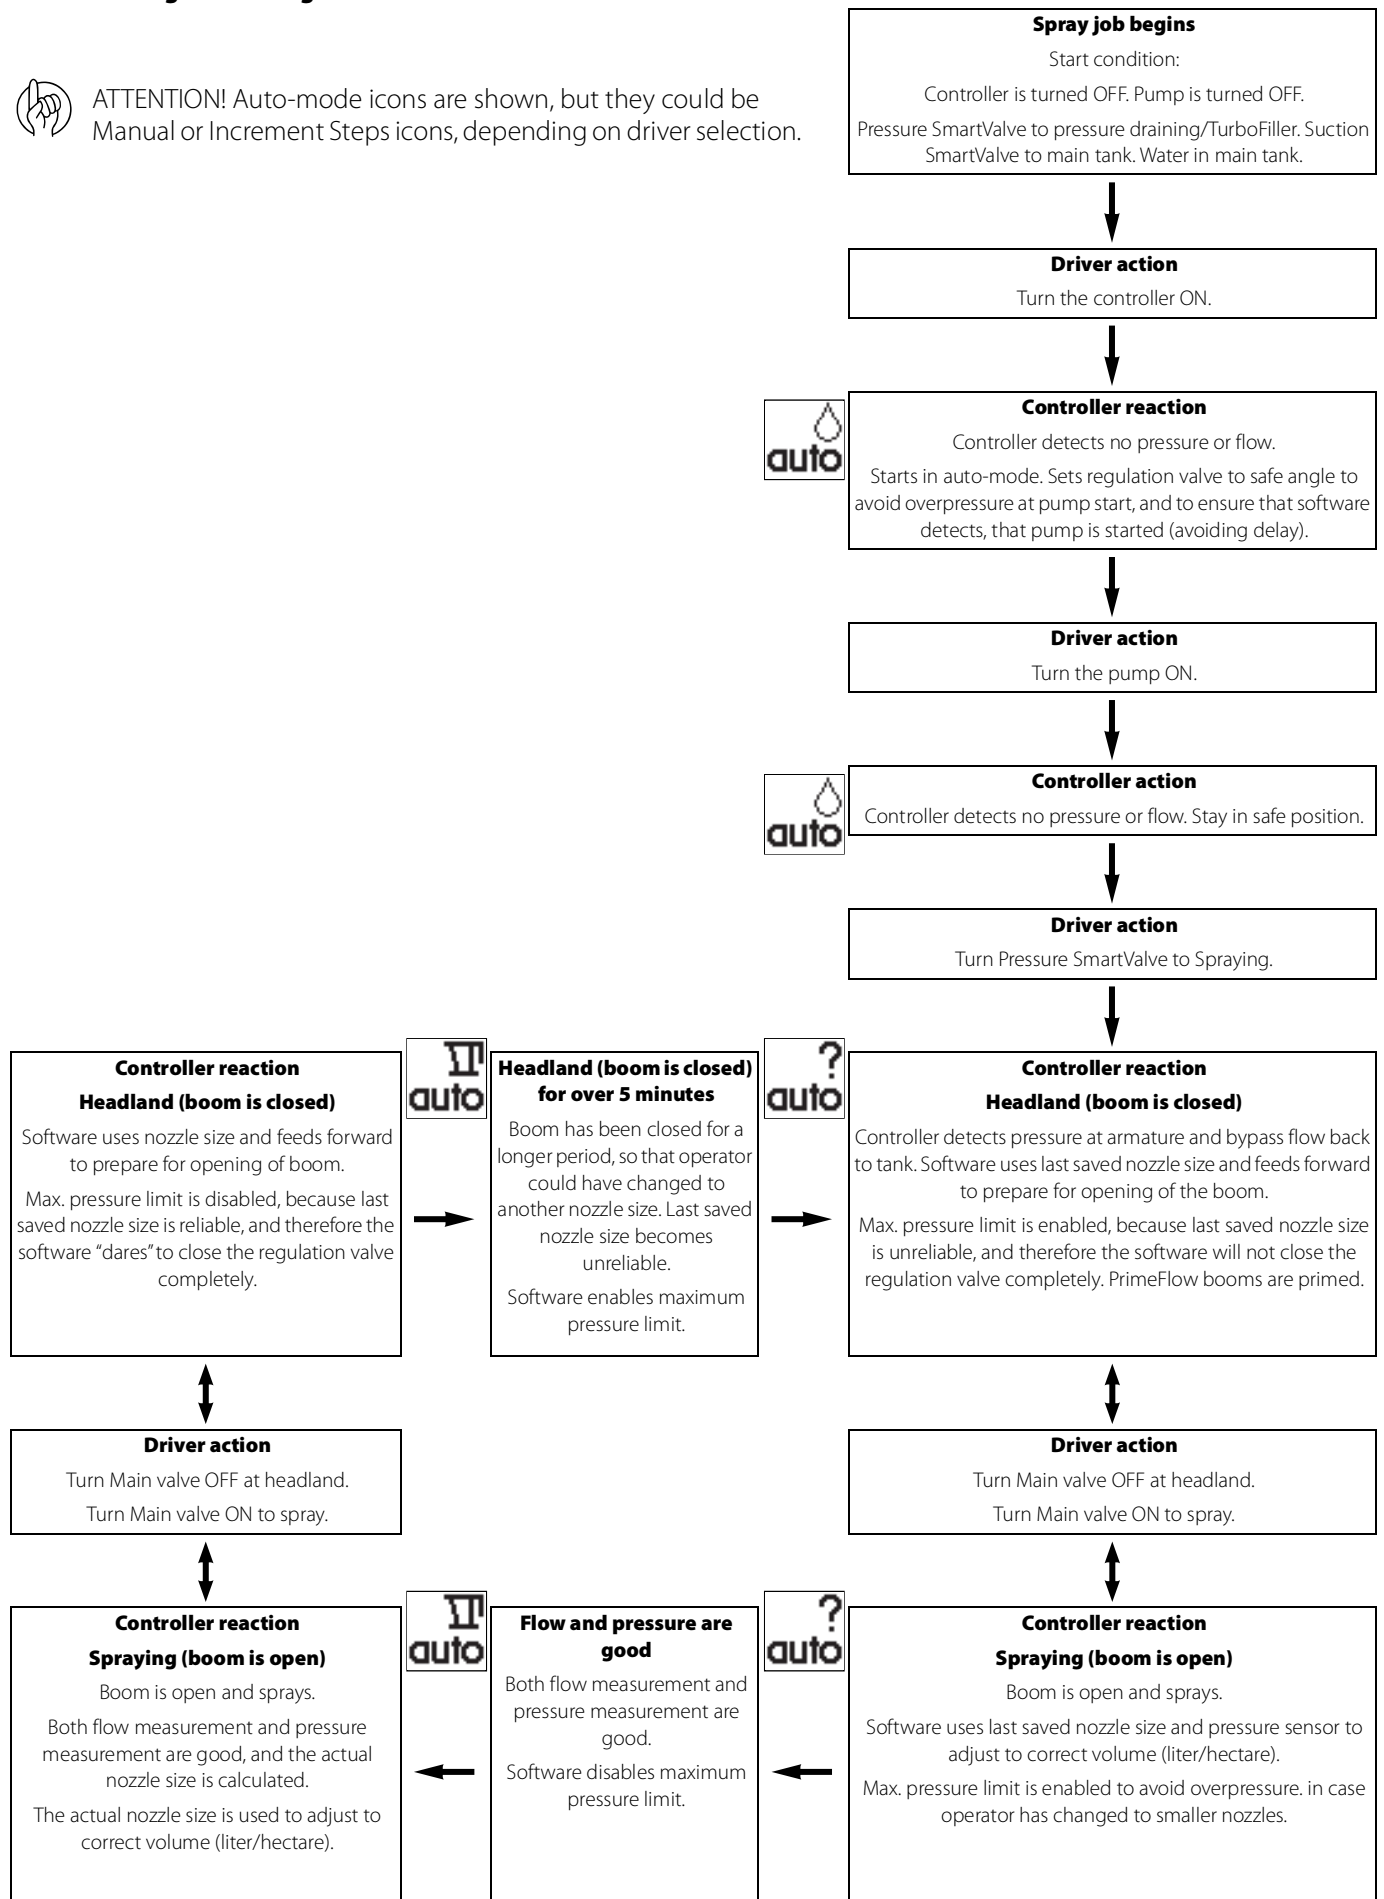 Spray job begins
Start condition:
Controller is turned OFF. Pump is turned OFF.
Pressure SmartValve to pressure draining/TurboFiller. Suction
SmartValve to main tank. Water in main tank.
ATTENTION! Auto-mode icons are shown, but they could be
Manual or Increment Steps icons, depending on driver selection.
Driver action
Turn the controller ON.
auto
Controller reaction
Controller detects no pressure or flow.
Starts in auto-mode. Sets regulation valve to safe angle to
avoid overpressure at pump start, and to ensure that software
detects, that pump is started (avoiding delay).
Driver action
Turn the pump ON.
auto
Controller action
Controller detects no pressure or flow. Stay in safe position.
Driver action
Turn Pressure SmartValve to Spraying.
Controller reaction
Headland (boom is closed)
Software uses nozzle size and feeds forward
to prepare for opening of boom.
Max. pressure limit is disabled, because last
saved nozzle size is reliable, and therefore the
software “dares” to close the regulation valve
completely.
auto
Headland (boom is closed)
for over 5 minutes
Boom has been closed for a
longer period, so that operator
could have changed to
another nozzle size. Last saved
nozzle size becomes
unreliable.
Software enables maximum
pressure limit.
?
auto
Controller reaction
Headland (boom is closed)
Controller detects pressure at armature and bypass flow back
to tank. Software uses last saved nozzle size and feeds forward
to prepare for opening of the boom.
Max. pressure limit is enabled, because last saved nozzle size
is unreliable, and therefore the software will not close the
regulation valve completely. PrimeFlow booms are primed.
Driver action
Turn Main valve OFF at headland.
Turn Main valve ON to spray.
Driver action
Turn Main valve OFF at headland.
Turn Main valve ON to spray.
Controller reaction
Spraying (boom is open)
Boom is open and sprays.
Both flow measurement and pressure
measurement are good, and the actual
nozzle size is calculated.
The actual nozzle size is used to adjust to
correct volume (liter/hectare).
auto
Flow and pressure are
good
Both flow measurement and
pressure measurement are
good.
Software disables maximum
pressure limit.
?
auto
Controller reaction
Spraying (boom is open)
Boom is open and sprays.
Software uses last saved nozzle size and pressure sensor to
adjust to correct volume (liter/hectare).
Max. pressure limit is enabled to avoid overpressure. in case
operator has changed to smaller nozzles.